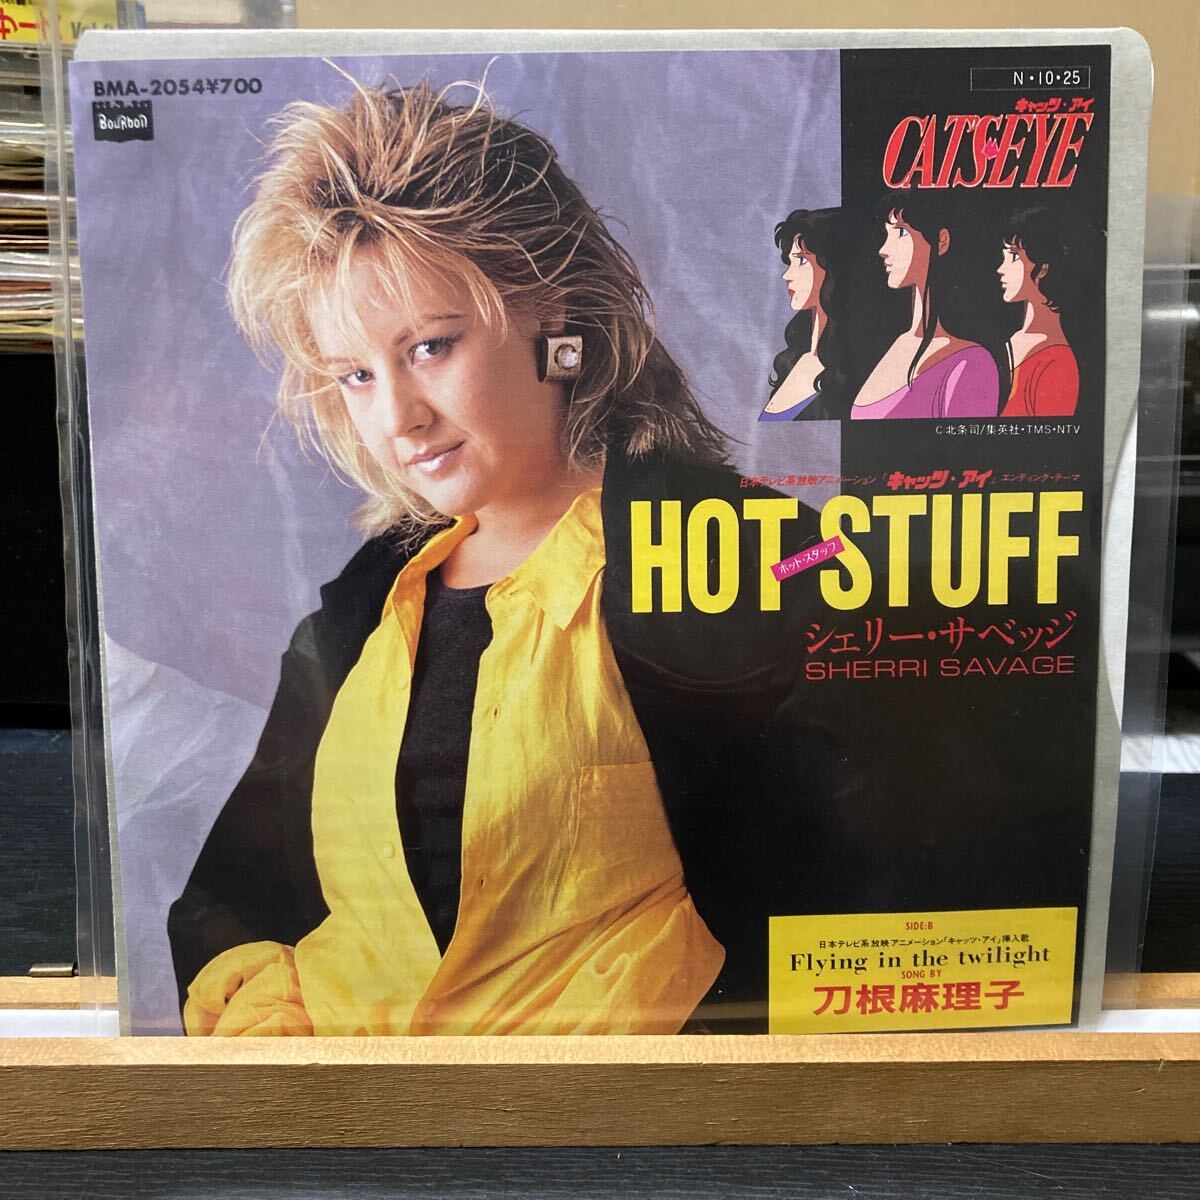 BMA-2054¥700
BouRbon
N・10・25
キャッツ・アイ
CAT'S EYE
©北条司/集英社・TMS・NTV
日本テレビ系放映アニメーション「キャッツ・アイ」エンディング・テーマ
HOT STUFF
ホット・スタッフ
シェリー・サベッジ
SHERRI SAVAGE
SIDE:B
日本テレビ系放映アニメーション「キャッツ・アイ」挿入歌
Flying in the twilight
SONG BY
刀根麻理子